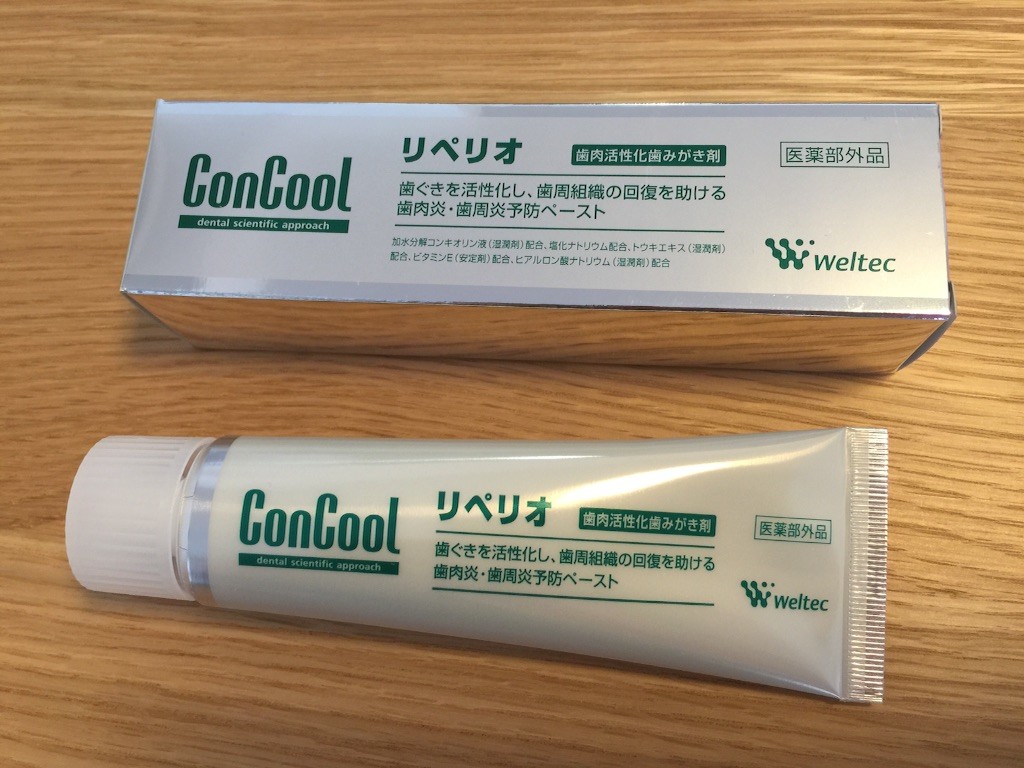 ConCool
dental scientific approach
リペリオ
歯肉活性化歯みがき剤
歯ぐきを活性化し、歯周組織の回復を助ける
歯肉炎・歯周炎予防ペースト
加水分解コンキオリン液（湿潤剤）配合、塩化ナトリウム配合、トウキエキス（湿潤剤）
配合、ビタミンE（安定剤）配合、ヒアルロン酸ナトリウム（湿潤剤）配合
医薬部外品
weltec
ConCool
dental scientific approach
リペリオ
歯肉活性化歯みがき剤
歯ぐきを活性化し、歯周組織の回復を助ける
歯肉炎・歯周炎予防ペースト
医薬部外品
weltec